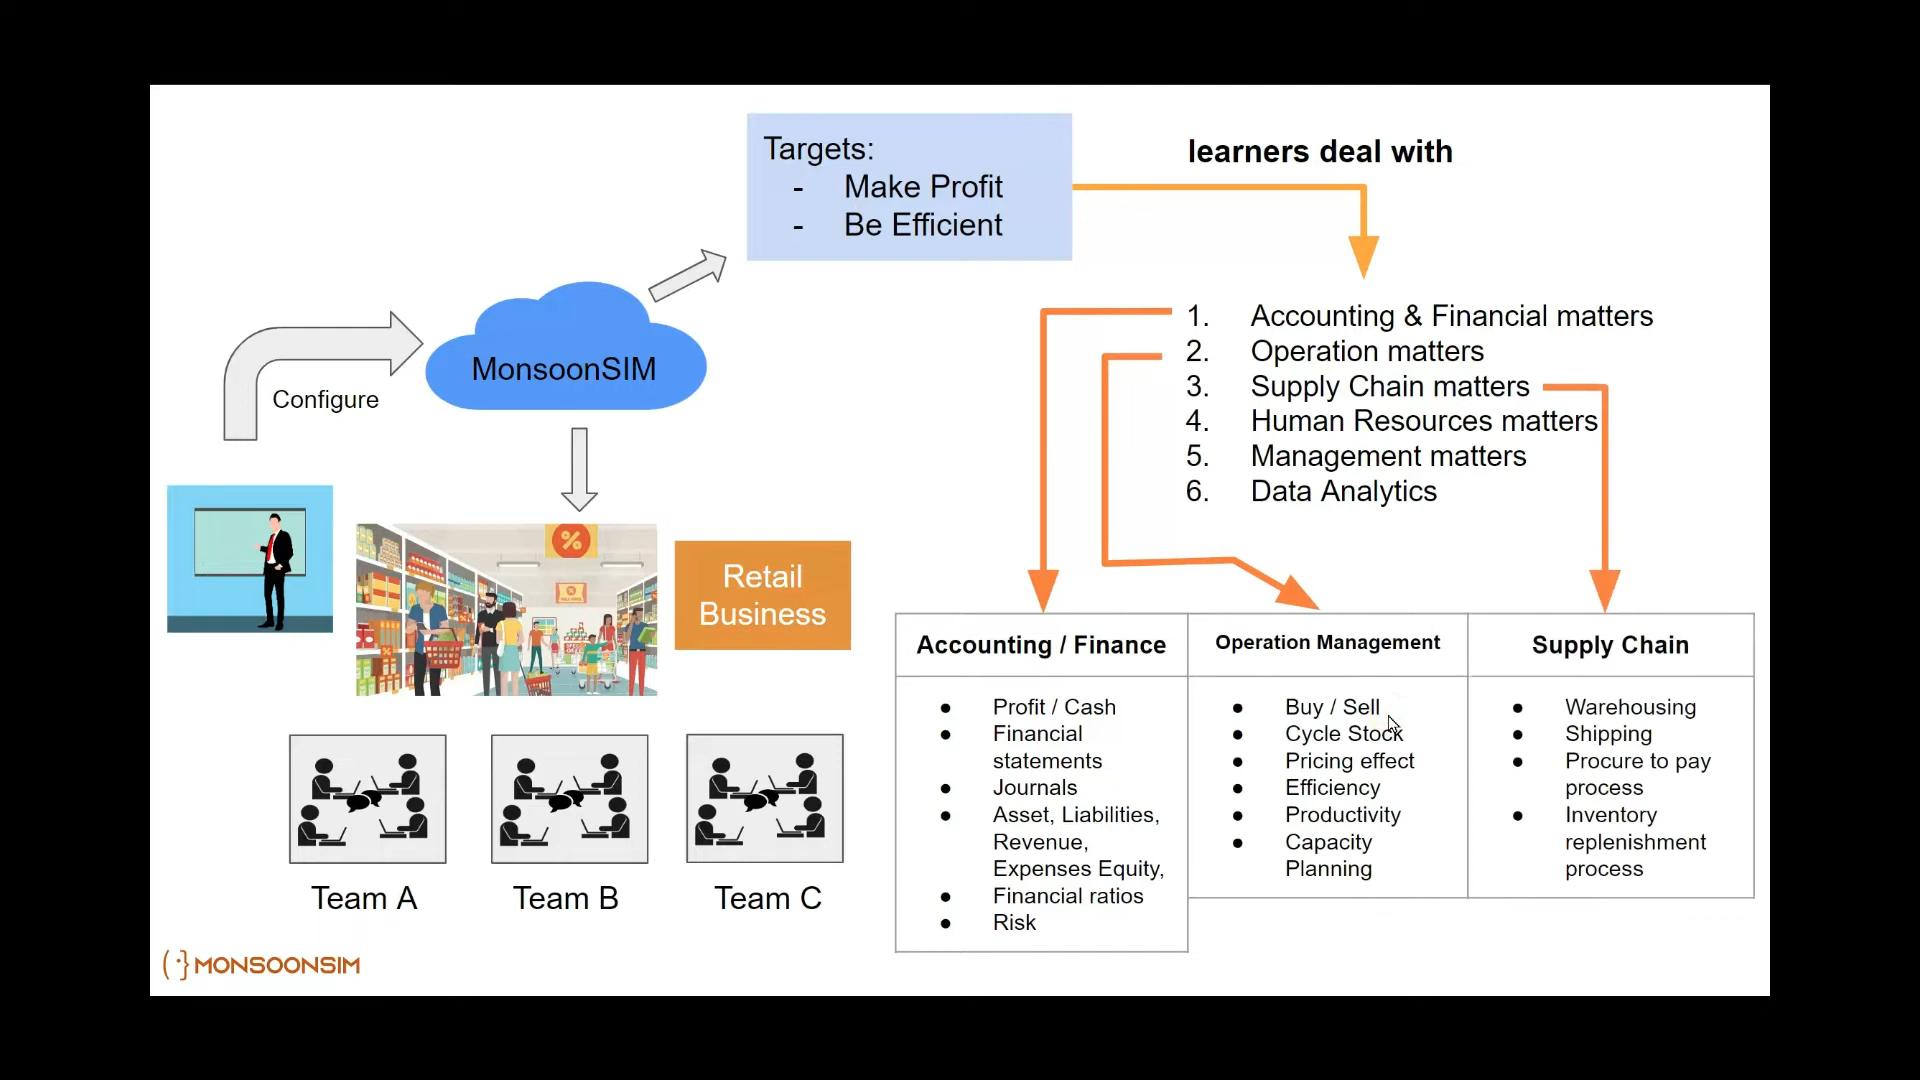 Targets:
- Make Profit
- Be Efficient
learners deal with
MonsoonSIM
Configure
Retail
Business
Team A
Team B
Team C
MONSOONSIM
1. Accounting & Financial matters
2. Operation matters
3. Supply Chain matters
4. Human Resources matters
5. Management matters
6. Data Analytics
Accounting / Finance
● Profit / Cash
● Financial
statements
● Journals
● Asset, Liabilities,
Revenue,
Expenses Equity,
● Financial ratios
● Risk
Operation Management
● Buy / Sell
● Cycle Stock
● Pricing effect
● Efficiency
● Productivity
● Capacity
Planning
Supply Chain
● Warehousing
● Shipping
● Procure to pay
process
● Inventory
replenishment
process